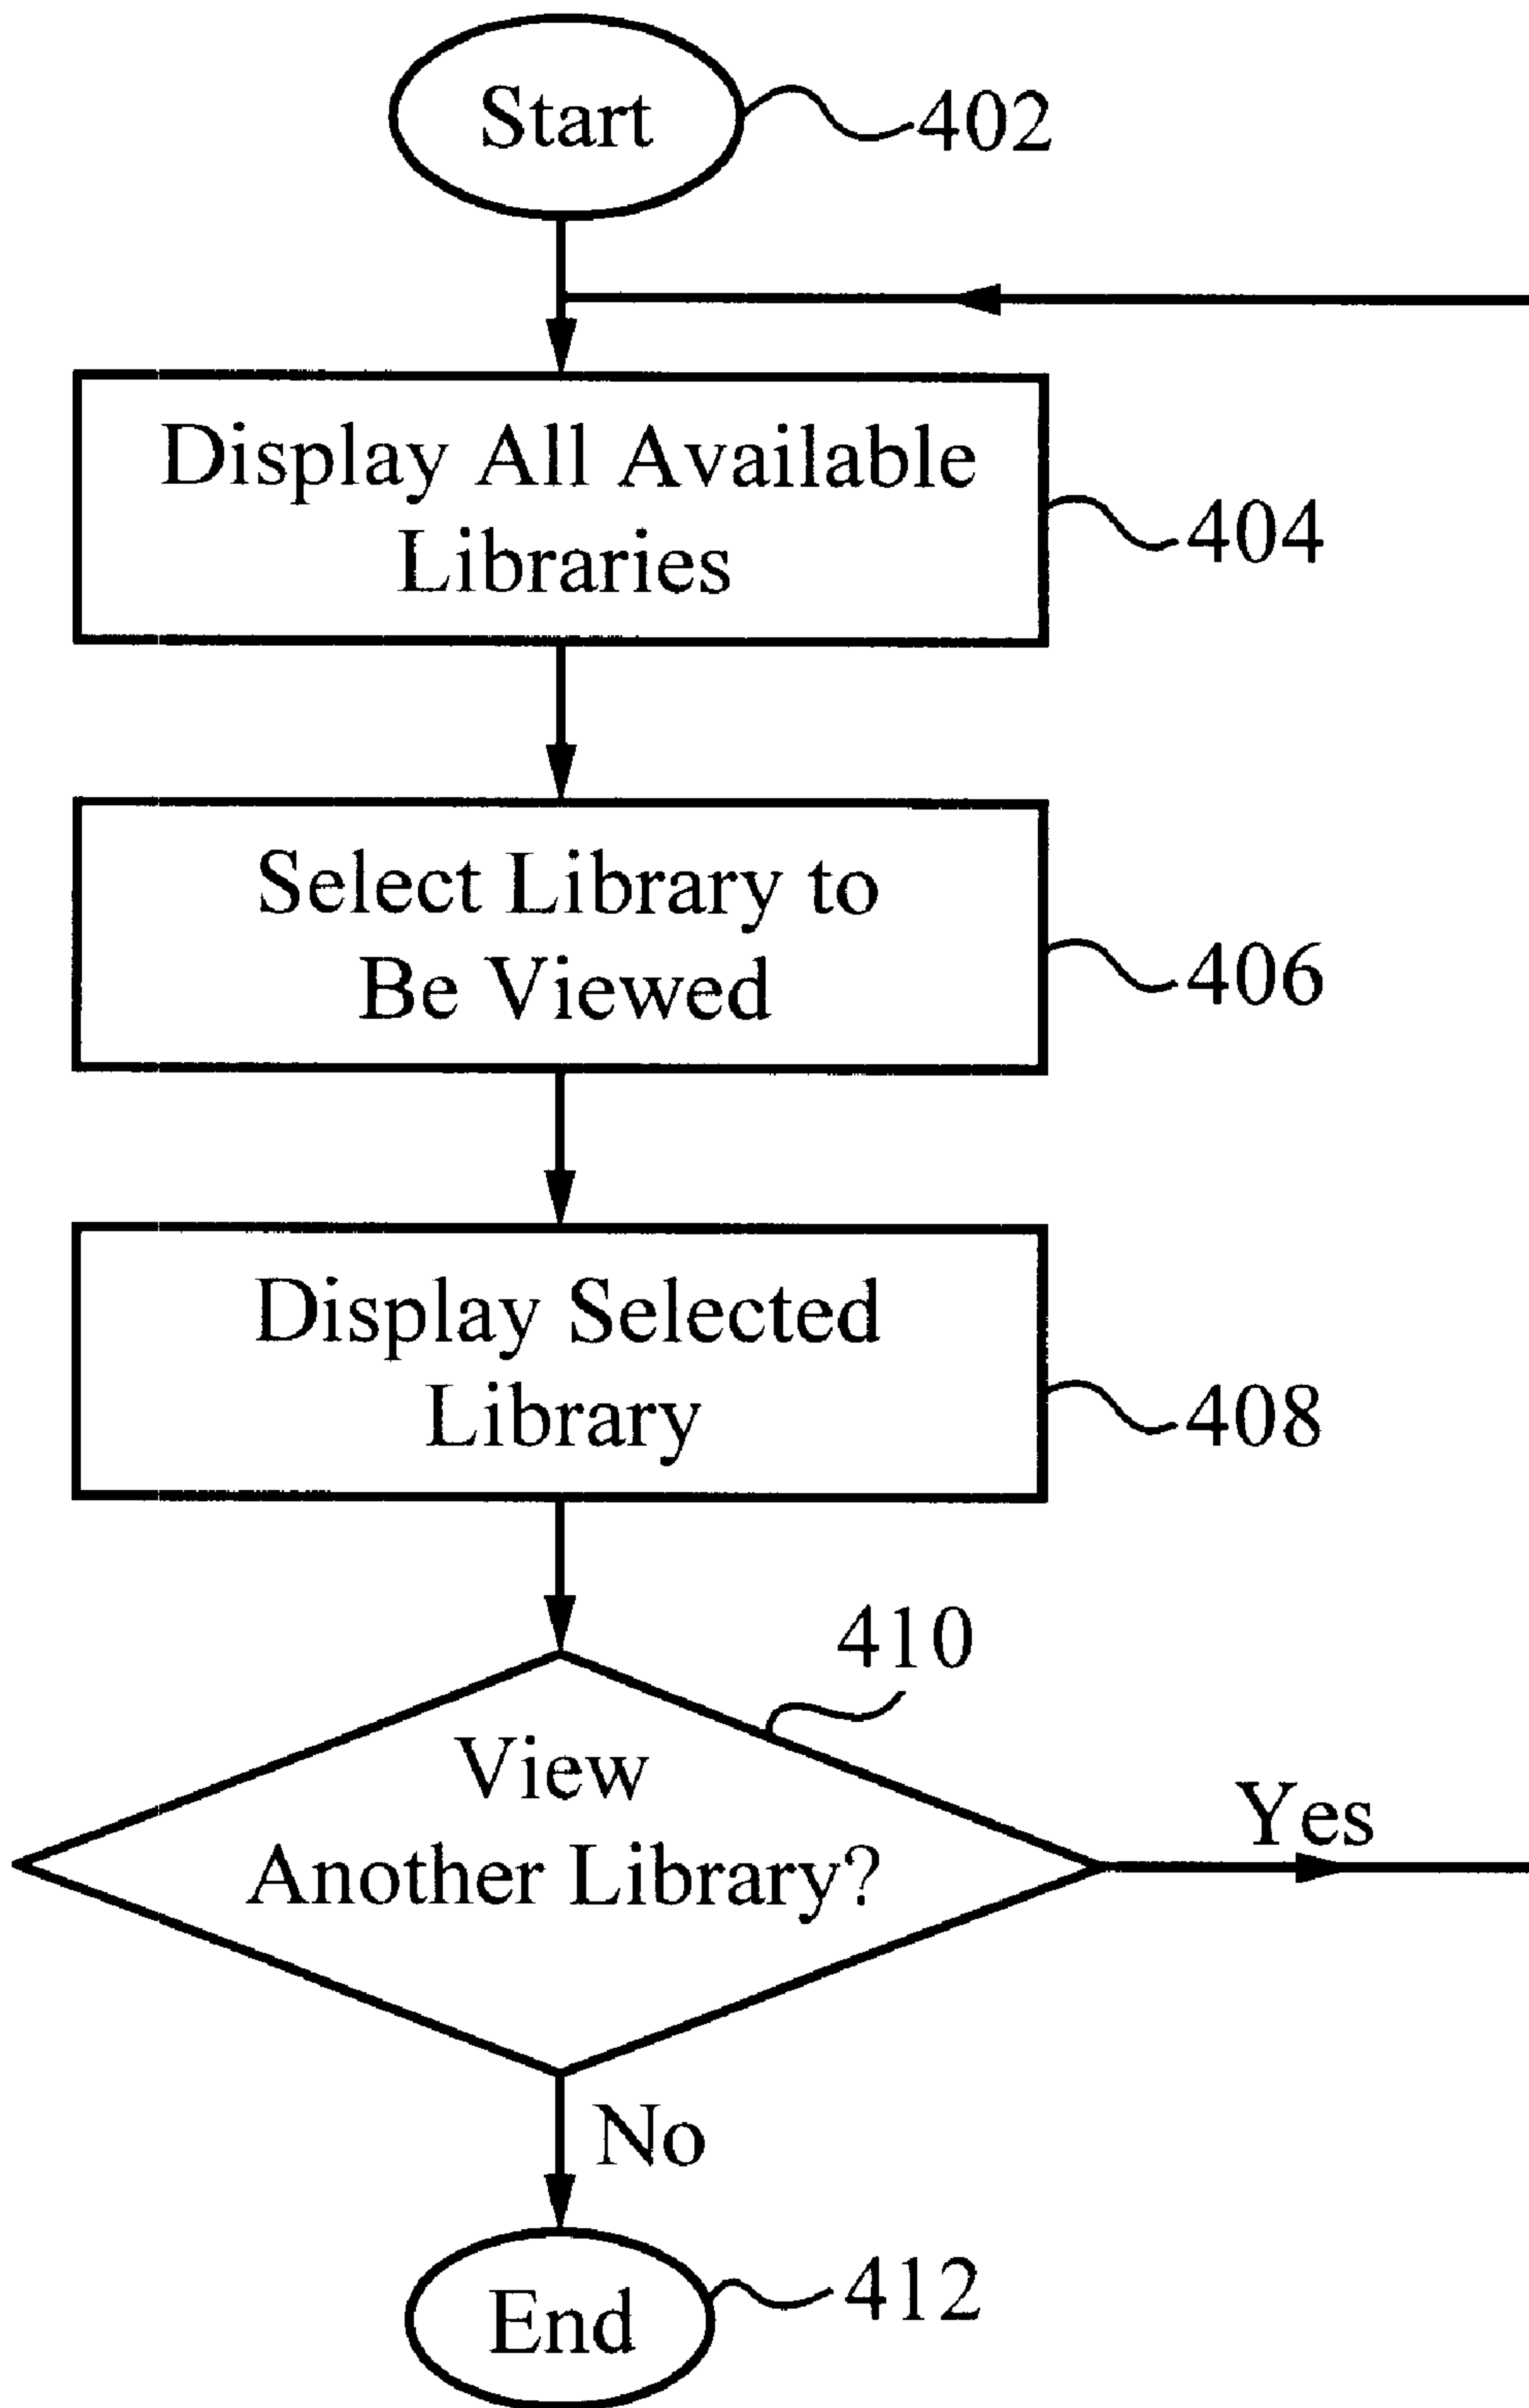 Start
402
Display All Available
Libraries
404
Select Library to
Be Viewed
406
Display Selected
Library
408
410
View
Another Library?
Yes
No
End
412